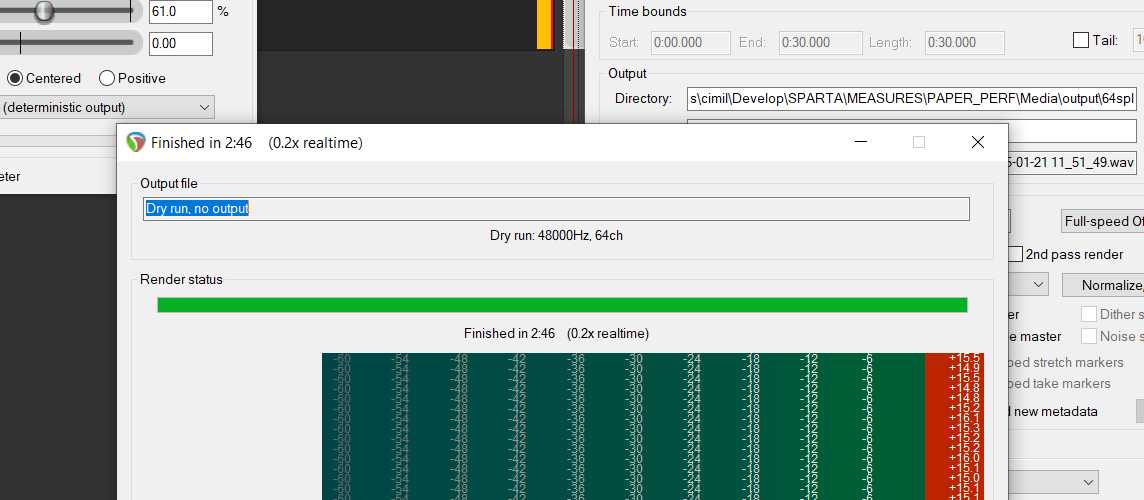 61.0 %
0.00
Centered Positive
(deterministic output)
eter
Time bounds
Start: 0:00.000 End: 0:30.000 Length: 0:30.000 Tail:
Output
Directory: s\cimil\Develop\SPARTA\MEASURES\PAPER_PERF\Media\output\64spl
5-01-21 11_51_49.wav
Full-speed Of
2nd pass render
Normalize,
er Dither s
e master Noise s
ped stretch markers
ped take markers
d new metadata
Finished in 2:46 (0.2x realtime)
Output file
Dry run, no output
Dry run: 48000Hz, 64ch
Render status
Finished in 2:46 (0.2x realtime)
-60 -54 -48 -42 -36 -30 -24 -18 -12 -6 +15.5
-60 -54 -48 -42 -36 -30 -24 -18 -12 -6 +14.9
-60 -54 -48 -42 -36 -30 -24 -18 -12 -6 +15.5
-60 -54 -48 -42 -36 -30 -24 -18 -12 -6 +14.8
-60 -54 -48 -42 -36 -30 -24 -18 -12 -6 +14.8
-60 -54 -48 -42 -36 -30 -24 -18 -12 -6 +15.2
-60 -54 -48 -42 -36 -30 -24 -18 -12 -6 +16.1
-60 -54 -48 -42 -36 -30 -24 -18 -12 -6 +15.3
-60 -54 -48 -42 -36 -30 -24 -18 -12 -6 +15.2
-60 -54 -48 -42 -36 -30 -24 -18 -12 -6 +15.2
-60 -54 -48 -42 -36 -30 -24 -18 -12 -6 +16.0
-60 -54 -48 -42 -36 -30 -24 -18 -12 -6 +15.1
-60 -54 -48 -42 -36 -30 -24 -18 -12 -6 +15.0
-60 -54 -48 -42 -36 -30 -24 -18 -12 -6 +15.1
-60 -54 -48 -42 -36 -30 -24 -18 -12 -6 +15.1